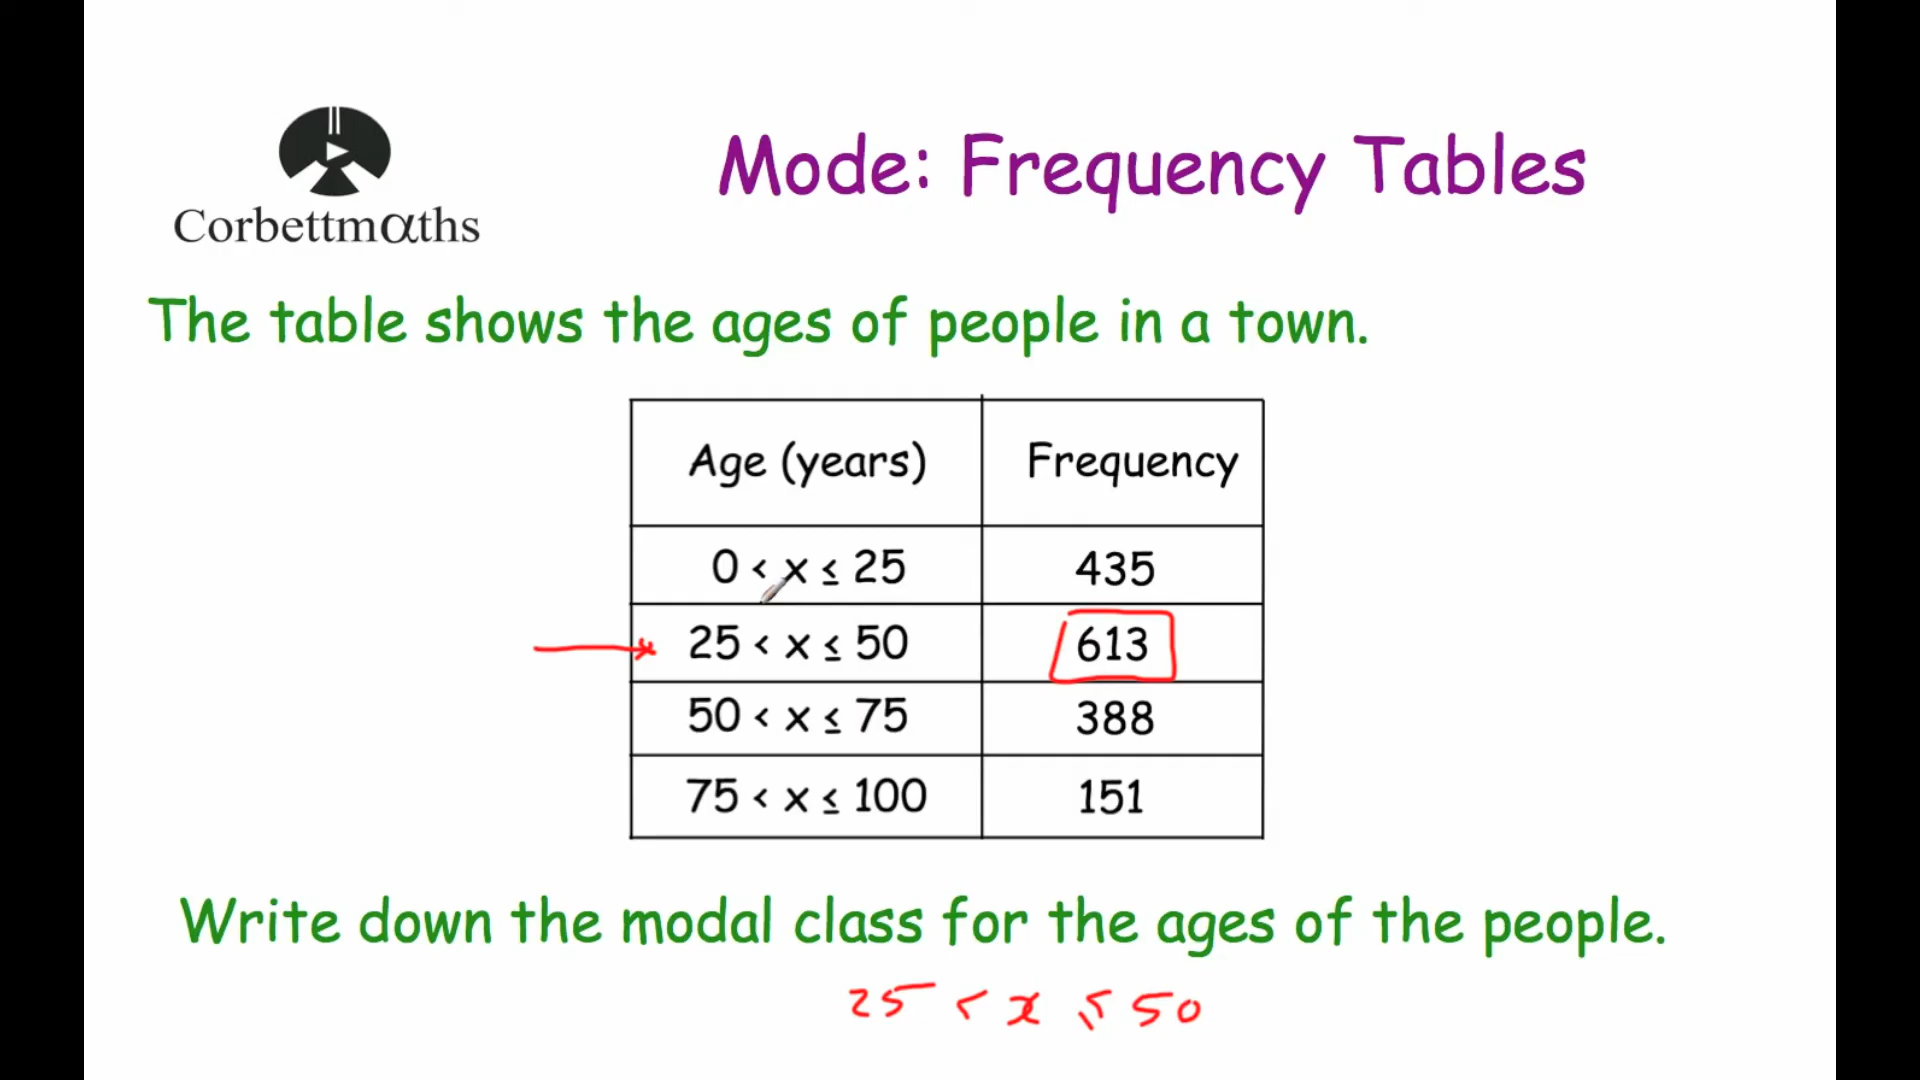 Mode: Frequency Tables
Corbettmαths
The table shows the ages of people in a town.
Age (years) Frequency
0 < x ≤ 25 435
25 < x ≤ 50 613
50 < x ≤ 75 388
75 < x ≤ 100 151
Write down the modal class for the ages of the people.
25 < x ≤ 50